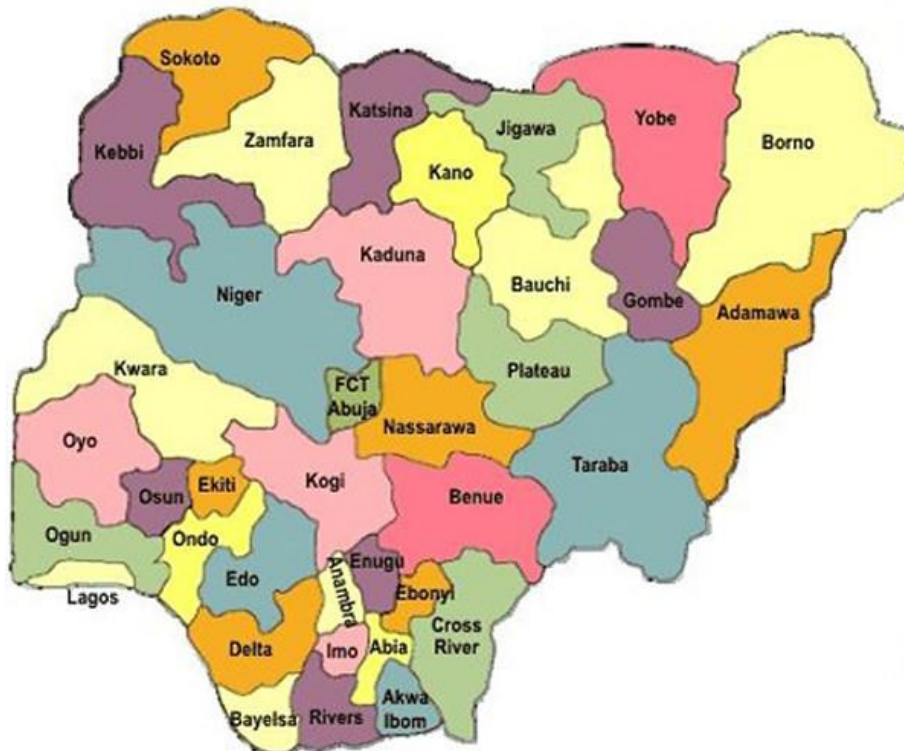 Sokoto
Kebbi
Zamfara
Katsina
Kano
Jigawa
Yobe
Borno
Niger
Kaduna
Bauchi
Gombe
Adamawa
Kwara
FCT
Abuja
Plateau
Nassarawa
Taraba
Oyo
Osun
Ekiti
Kogi
Benue
Ogun
Ondo
Edo
Lagos
Anambra
Enugu
Ebonyi
Cross
River
Delta
Imo
Abia
Bayelsa
Rivers
Akwa
Ibom